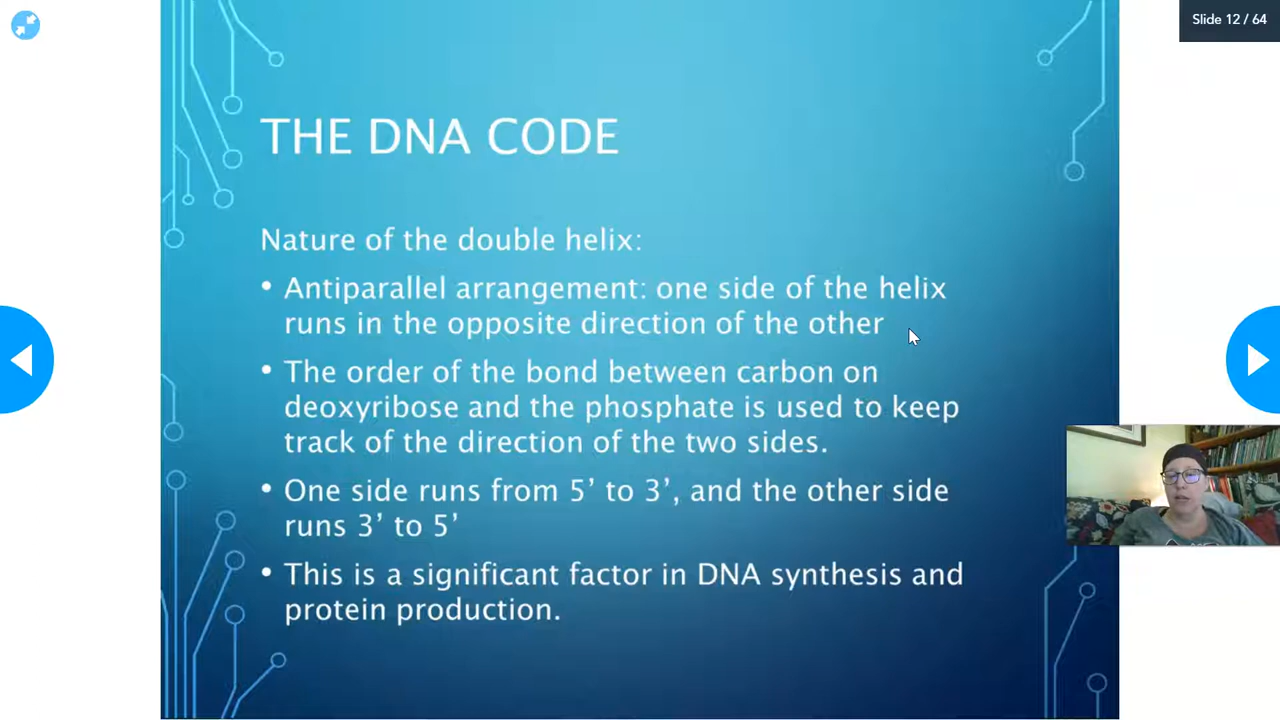 Slide 12 / 64
THE DNA CODE
Nature of the double helix:
• Antiparallel arrangement: one side of the helix
runs in the opposite direction of the other
• The order of the bond between carbon on
deoxyribose and the phosphate is used to keep
track of the direction of the two sides.
• One side runs from 5’ to 3’, and the other side
runs 3’ to 5’
• This is a significant factor in DNA synthesis and
protein production.